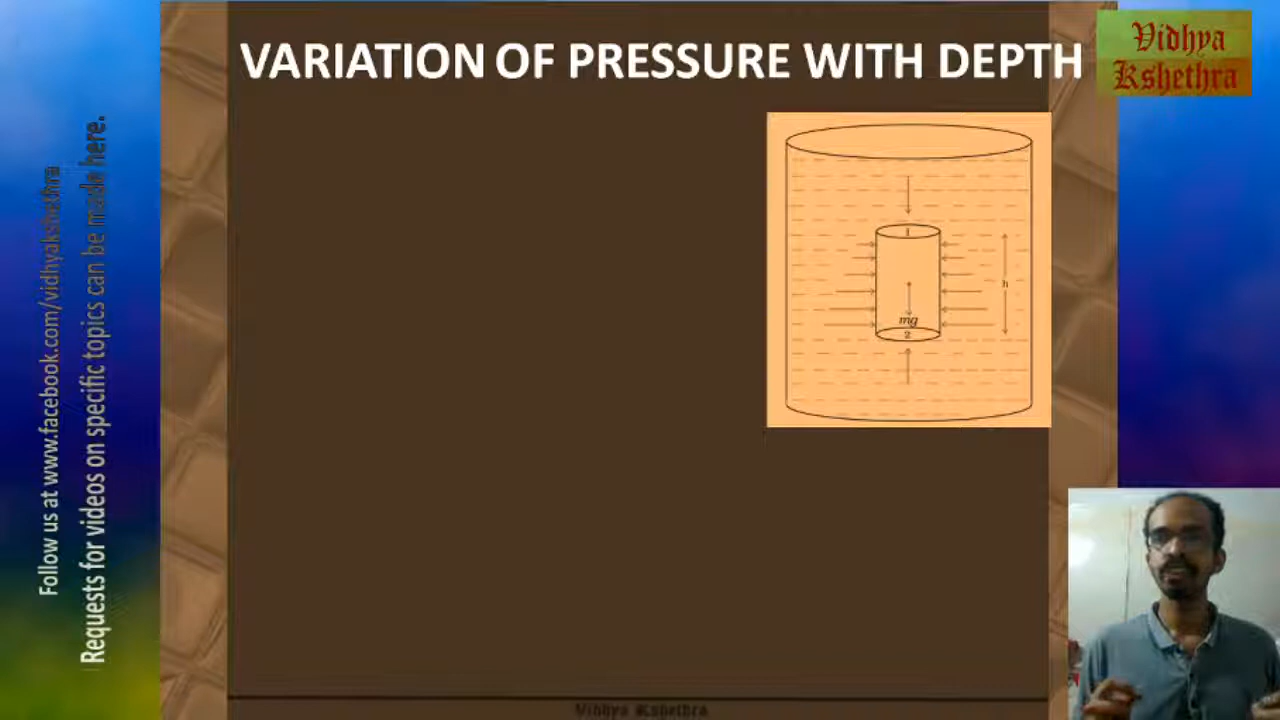 VARIATION OF PRESSURE WITH DEPTH
Vidhya
Kshethra
1
h
mg
2
Follow us at www.facebook.com/vidhyakshethra
Requests for videos on specific topics can be made here.
Vidhya Kshethra